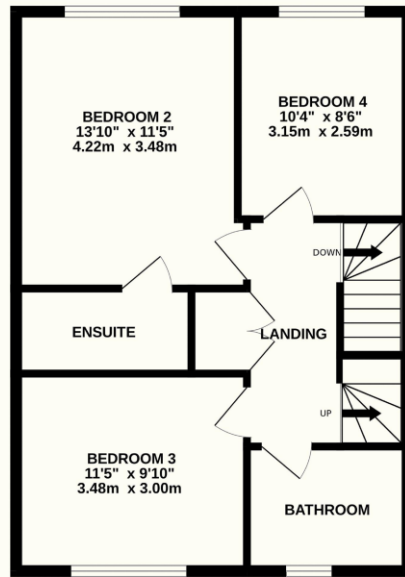 BEDROOM 2
13'10" x 11'5"
4.22m x 3.48m
BEDROOM 4
10'4" x 8'6"
3.15m x 2.59m
DOWN
ENSUITE
LANDING
UP
BEDROOM 3
11'5" x 9'10"
3.48m x 3.00m
BATHROOM